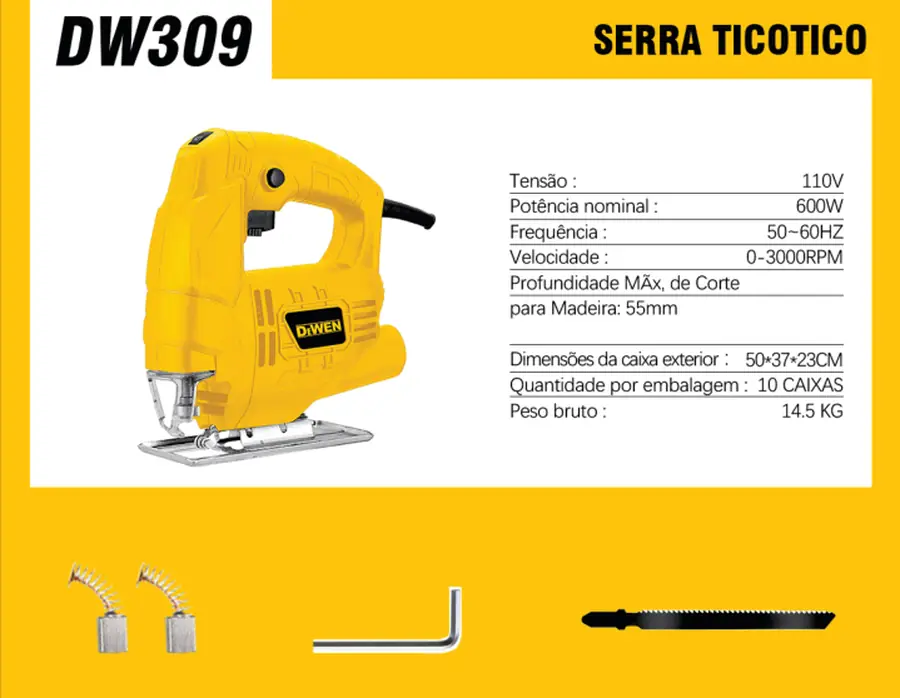 DW309
SERRA TICOTICO
Tensão : 110V
Potência nominal : 600W
Frequência : 50~60HZ
Velocidade : 0-3000RPM
Profundidade MÃx, de Corte
para Madeira: 55mm
Dimensões da caixa exterior : 50*37*23CM
Quantidade por embalagem : 10 CAIXAS
Peso bruto : 14.5 KG
DiWEN